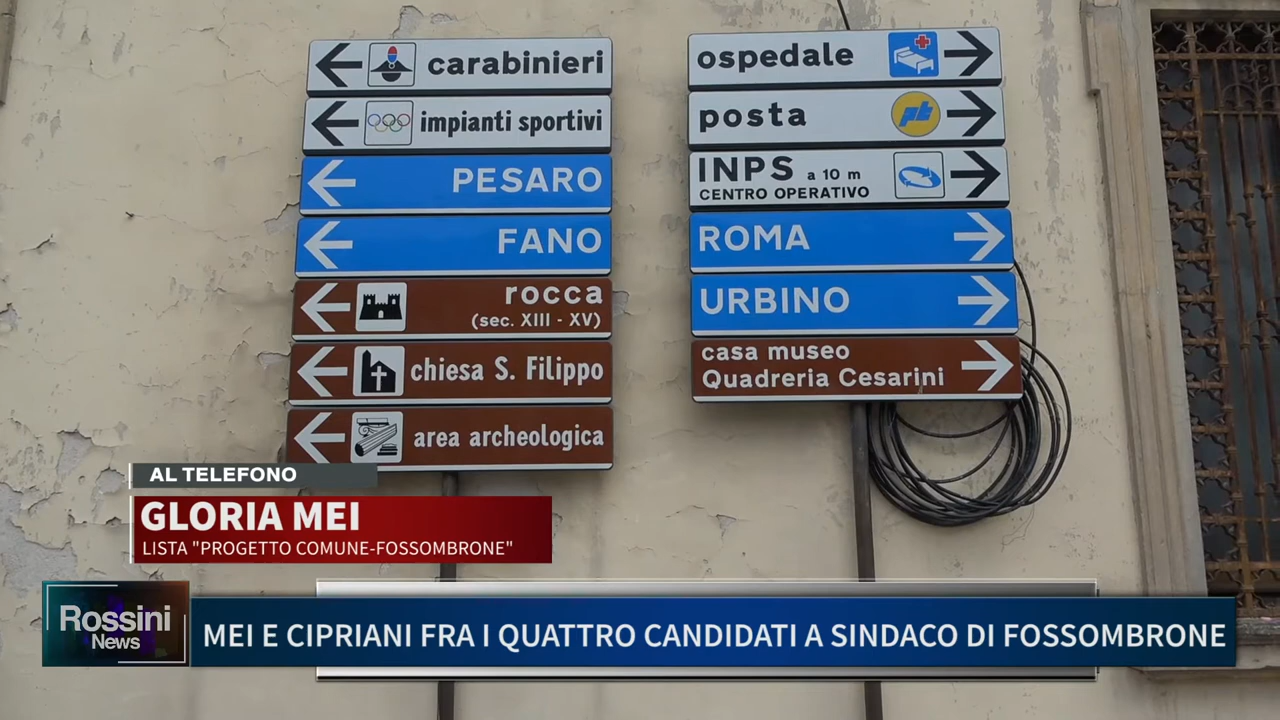 carabinieri
impianti sportivi
PESARO
FANO
rocca
(sec. XIII - XV)
chiesa S. Filippo
area archeologica
ospedale
posta
pt
INPS a 10 m
CENTRO OPERATIVO
ROMA
URBINO
casa museo
Quadreria Cesarini
AL TELEFONO
GLORIA MEI
LISTA "PROGETTO COMUNE-FOSSOMBRONE"
Rossini
News
MEI E CIPRIANI FRA I QUATTRO CANDIDATI A SINDACO DI FOSSOMBRONE